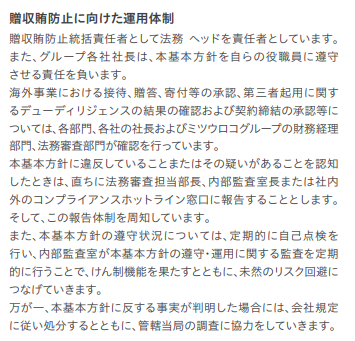 贈収賄防止に向けた運用体制
贈収賄防止統括責任者として法務 ヘッドを責任者としています。
また、グループ各社社長は、本基本方針を自らの役職員に遵守
させる責任を負います。
海外事業における接待、贈答、寄付等の承認、第三者起用に関す
るデューディリジェンスの結果の確認および契約締結の承認等に
ついては、各部門、各社の社長およびミツウロコグループの財務経理
部門、法務審査部門が確認を行っています。
本基本方針に違反していることまたはその疑いがあることを認知
したときは、直ちに法務審査担当部長、内部監査室長または社内
外のコンプライアンスホットライン窓口に報告することとします。
そして、この報告体制を周知しています。
また、本基本方針の遵守状況については、定期的に自己点検を
行い、内部監査室が本基本方針の遵守・運用に関する監査を定期
的に行うことで、けん制機能を果たすとともに、未然のリスク回避に
つなげていきます。
万が一、本基本方針に反する事実が判明した場合には、会社規定
に従い処分するとともに、管轄当局の調査に協力をしていきます。